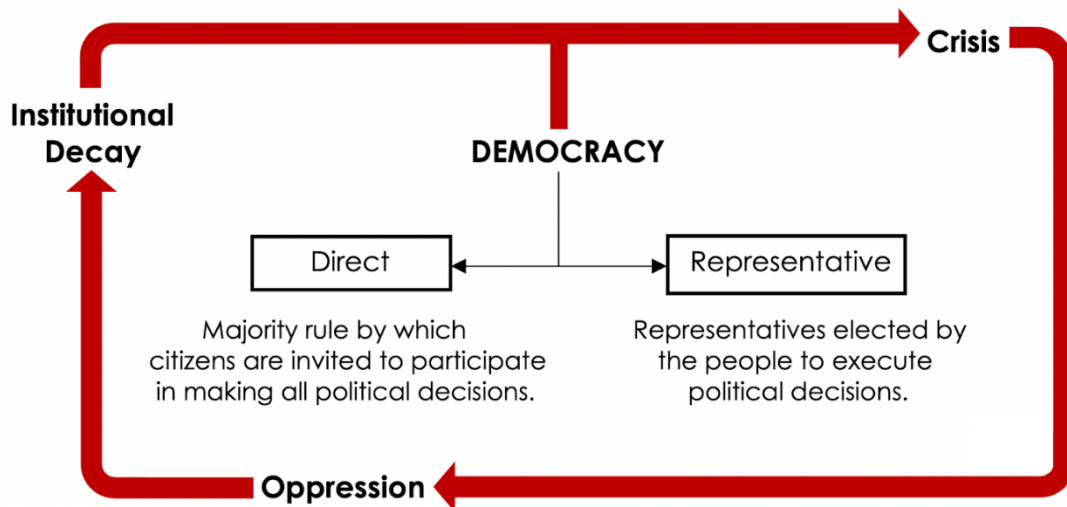 Crisis
Institutional
Decay
DEMOCRACY
Direct
Representative
Majority rule by which
citizens are invited to participate
in making all political decisions.
Representatives elected by
the people to execute
political decisions.
Oppression